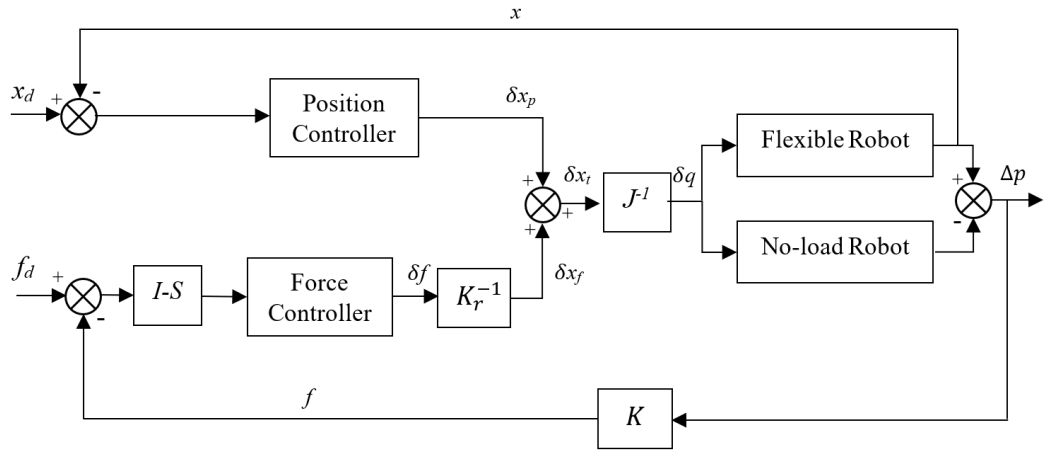 x
x_d
+
-
Position
Controller
δx_p
+
+
+
δx_t
J^-1
δq
Flexible Robot
No-load Robot
+
-
Δp
f_d
+
-
I-S
Force
Controller
δf
K_r^{-1}
δx_f
f
K